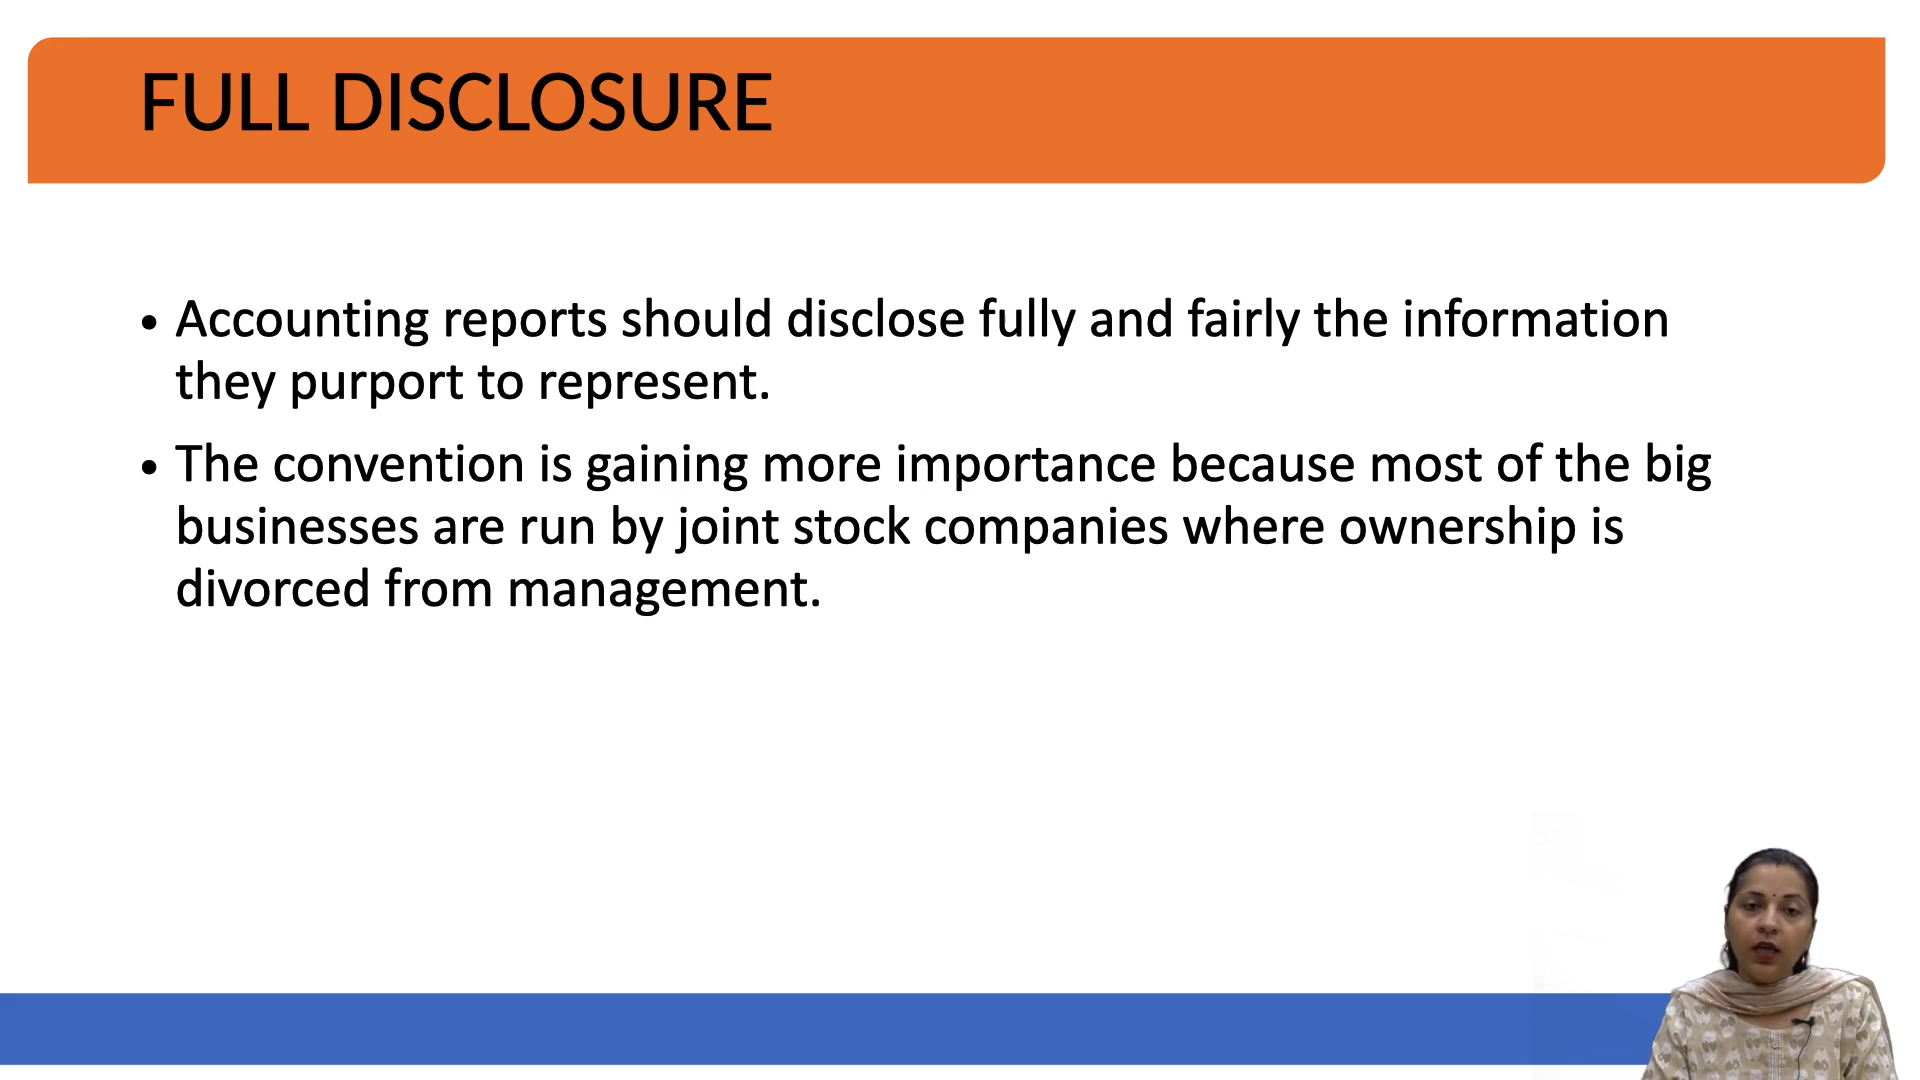 FULL DISCLOSURE
• Accounting reports should disclose fully and fairly the information
they purport to represent.
• The convention is gaining more importance because most of the big
businesses are run by joint stock companies where ownership is
divorced from management.